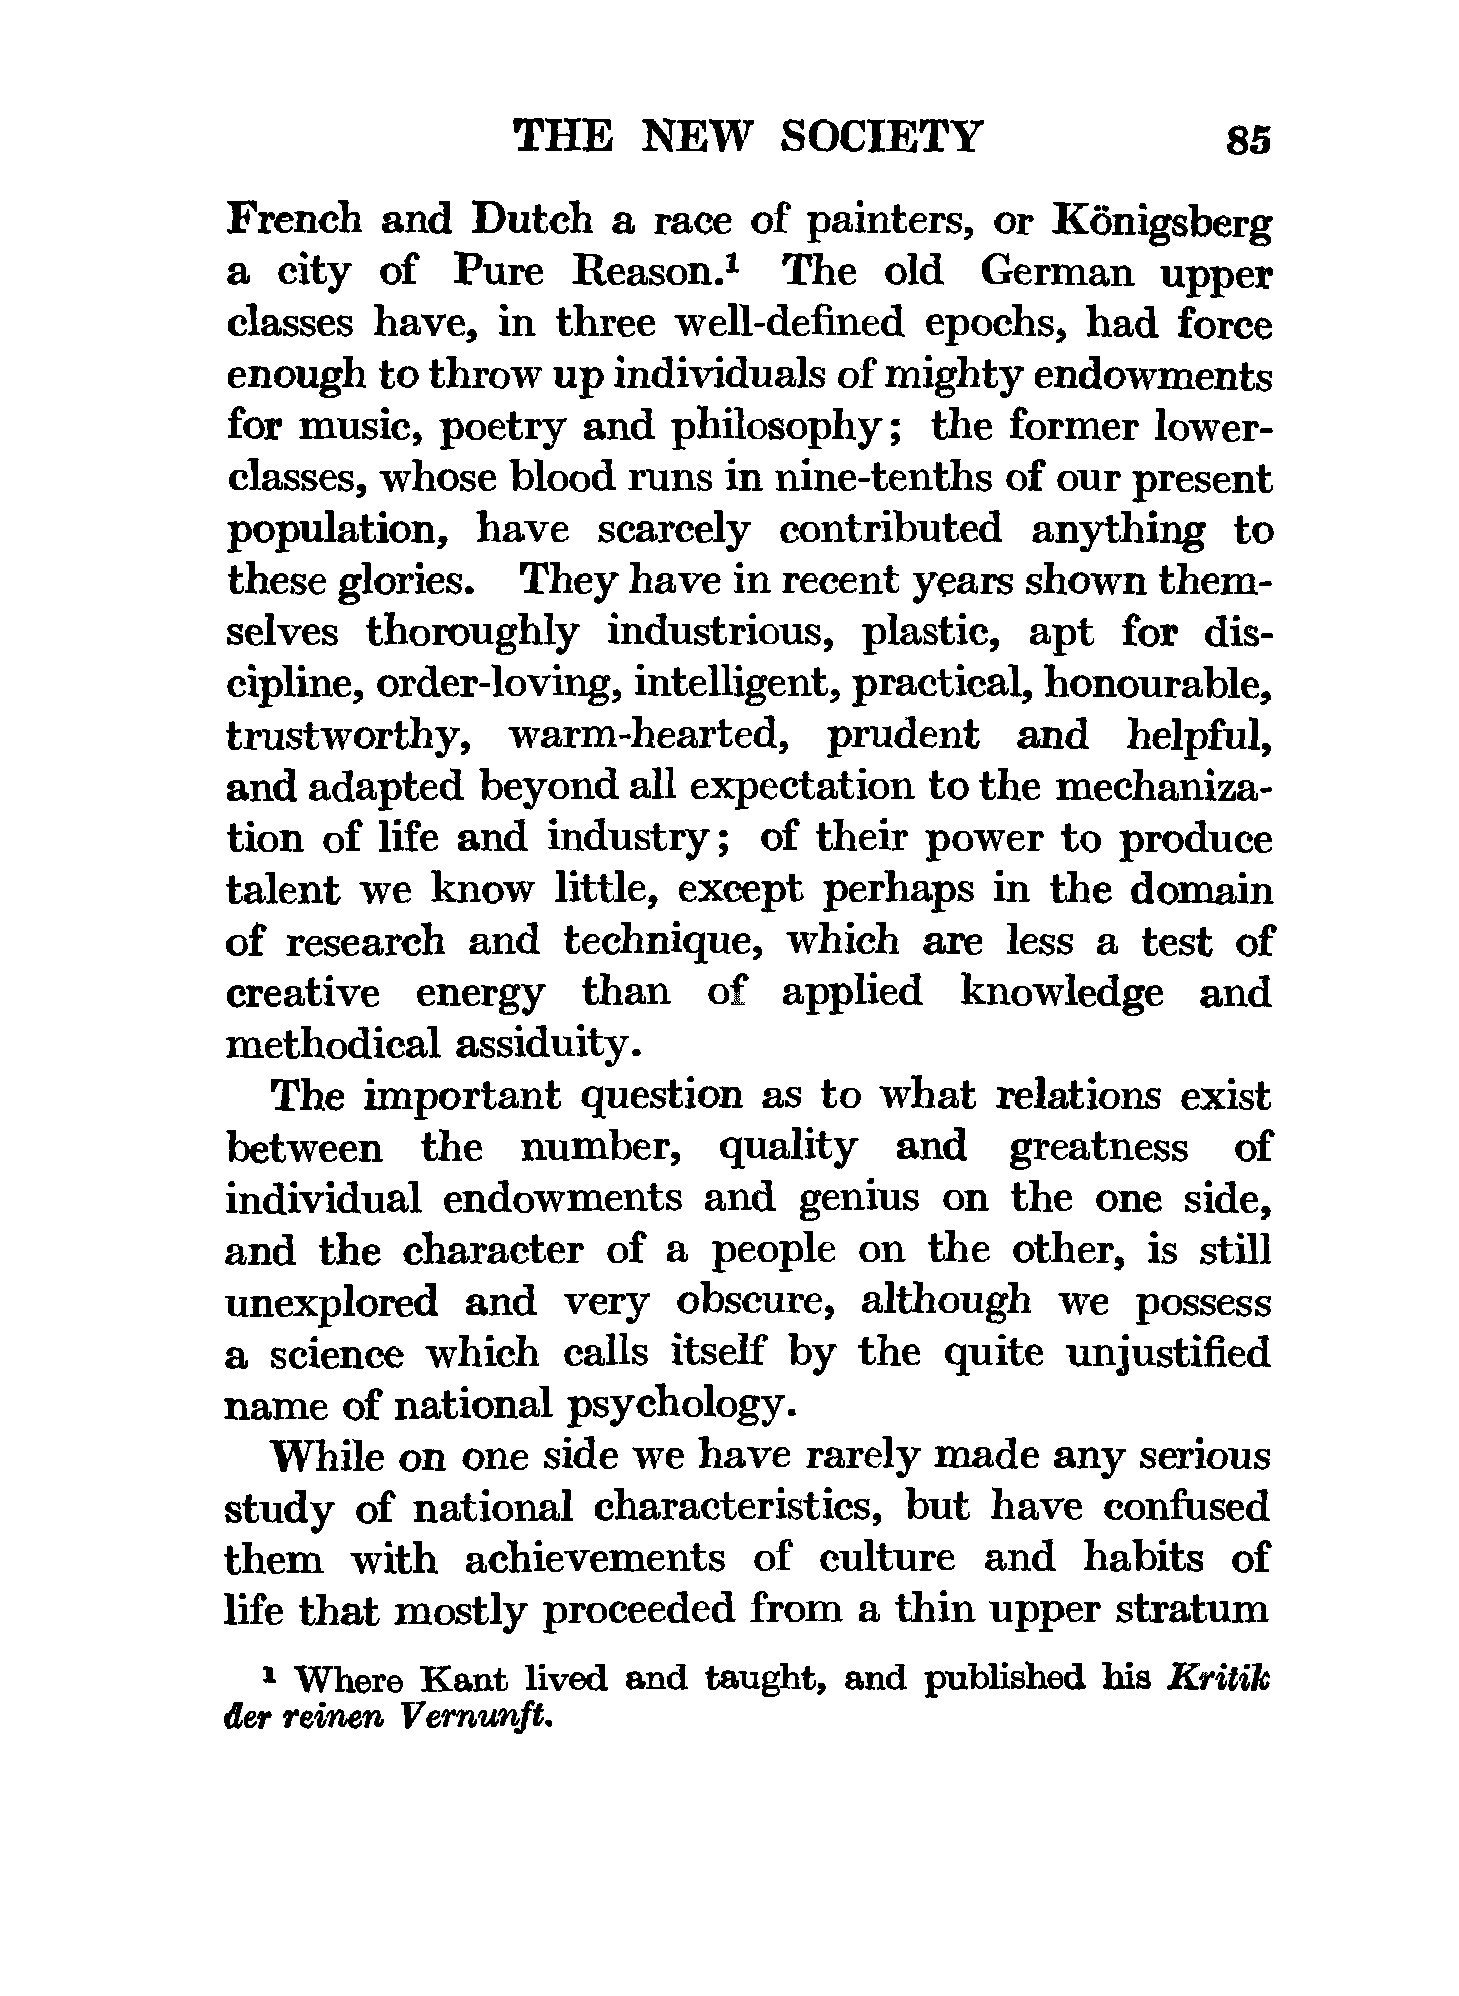 THE NEW SOCIETY 85
French and Dutch a race of painters, or Königsberg
a city of Pure Reason.¹ The old German upper
classes have, in three well-defined epochs, had force
enough to throw up individuals of mighty endowments
for music, poetry and philosophy; the former lower-
classes, whose blood runs in nine-tenths of our present
population, have scarcely contributed anything to
these glories. They have in recent years shown them-
selves thoroughly industrious, plastic, apt for dis-
cipline, order-loving, intelligent, practical, honourable,
trustworthy, warm-hearted, prudent and helpful,
and adapted beyond all expectation to the mechaniza-
tion of life and industry; of their power to produce
talent we know little, except perhaps in the domain
of research and technique, which are less a test of
creative energy than of applied knowledge and
methodical assiduity.
The important question as to what relations exist
between the number, quality and greatness of
individual endowments and genius on the one side,
and the character of a people on the other, is still
unexplored and very obscure, although we possess
a science which calls itself by the quite unjustified
name of national psychology.
While on one side we have rarely made any serious
study of national characteristics, but have confused
them with achievements of culture and habits of
life that mostly proceeded from a thin upper stratum
¹ Where Kant lived and taught, and published his Kritik
der reinen Vernunft.